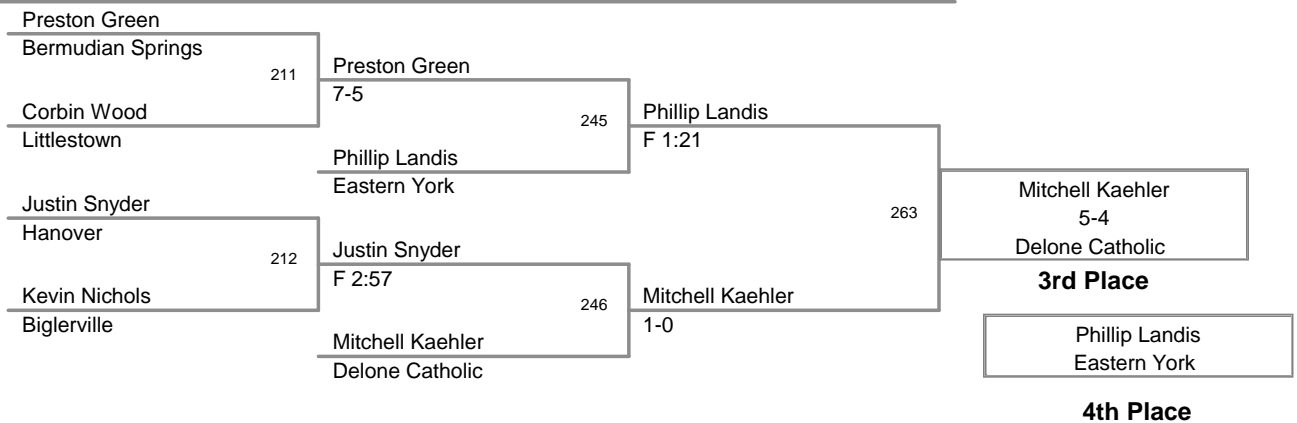 Preston Green
Bermudian Springs
211
Preston Green
7-5
Corbin Wood
Littlestown
245
Phillip Landis
F 1:21
Phillip Landis
Eastern York
Justin Snyder
Hanover
263
Mitchell Kaehler
5-4
Delone Catholic
3rd Place
212
Justin Snyder
F 2:57
Kevin Nichols
Biglerville
246
Mitchell Kaehler
1-0
Mitchell Kaehler
Delone Catholic
Phillip Landis
Eastern York
4th Place